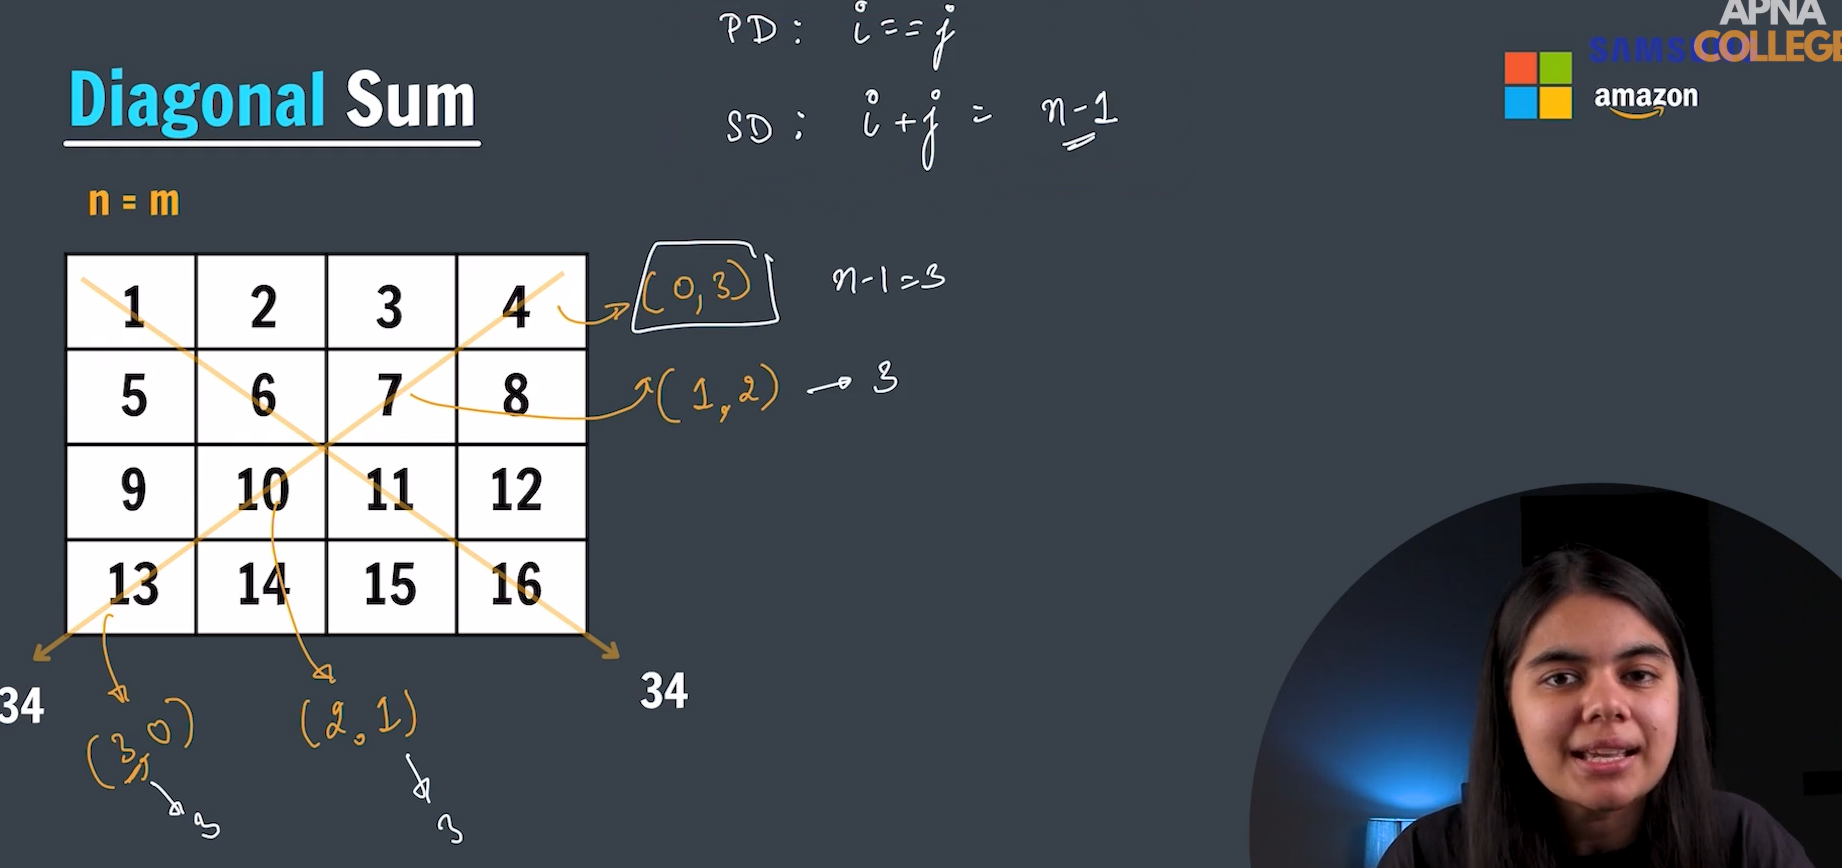 PD: i==j
APNA
COLLEGE
SAMSUNG
Diagonal Sum
amazon
SD: i+j = n-1
n = m
1 2 3 4
(0,3) n-1=3
5 6 7 8
(1,2) → 3
9 10 11 12
13 14 15 16
34
34
(3,0)
(2,1)
3
3